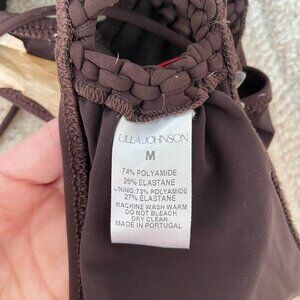 ULLA JOHNSON
M
74% POLYAMIDE
26% ELASTANE
LINING: 73% POLYAMIDE
27% ELASTANE
MACHINE WASH WARM
DO NOT BLEACH
DRY CLEAN
MADE IN PORTUGAL